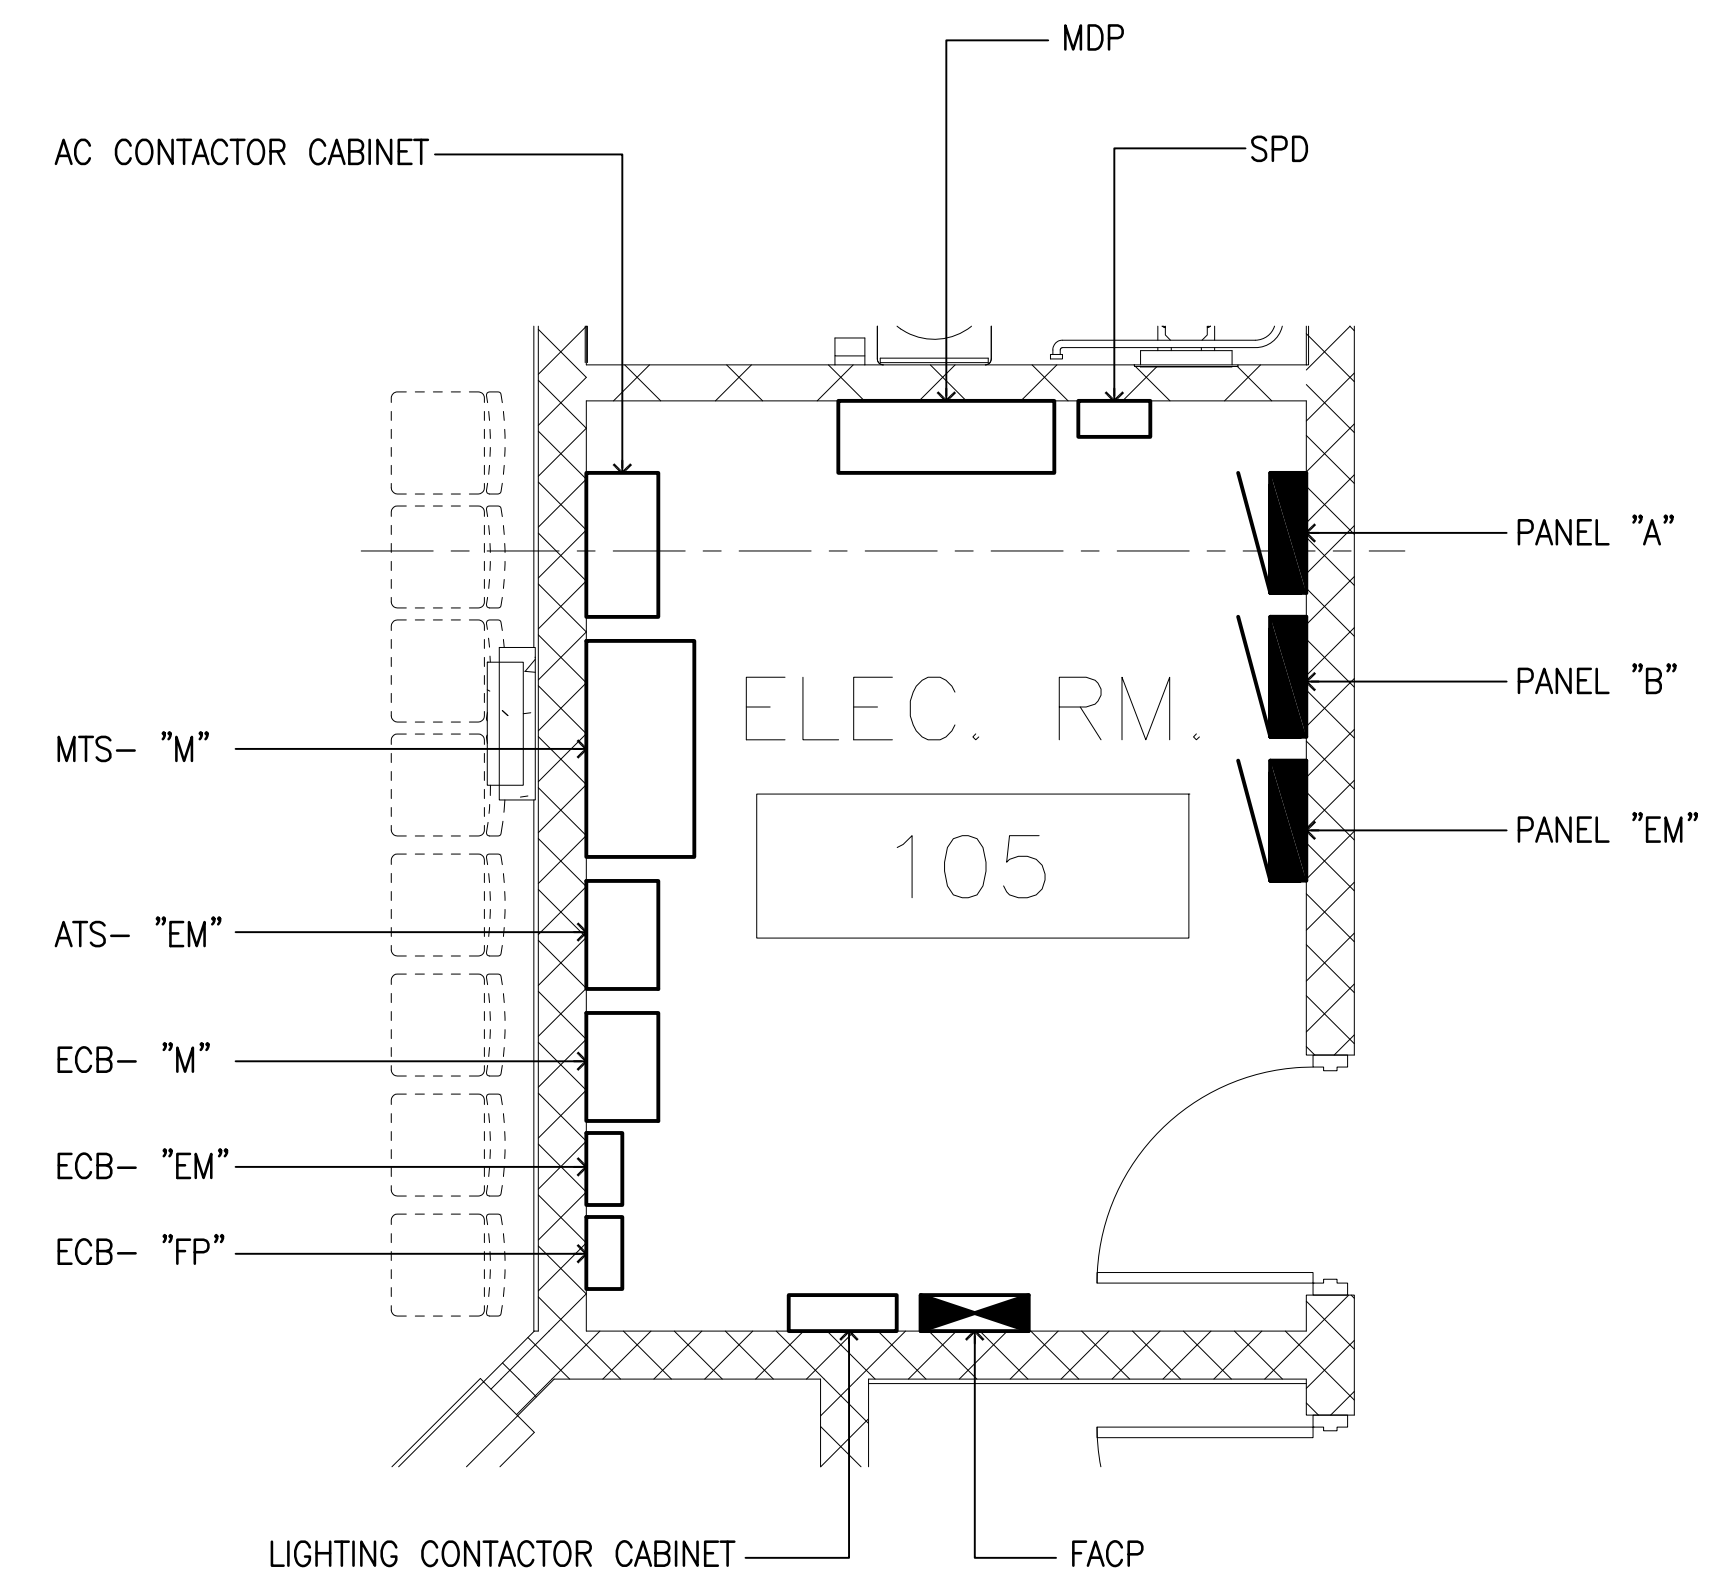 MDP
AC CONTACTOR CABINET
SPD
PANEL "A"
ELEC. RM.
PANEL "B"
MTS- "M"
105
PANEL "EM"
ATS- "EM"
ECB- "M"
ECB- "EM"
ECB- "FP"
LIGHTING CONTACTOR CABINET
FACP